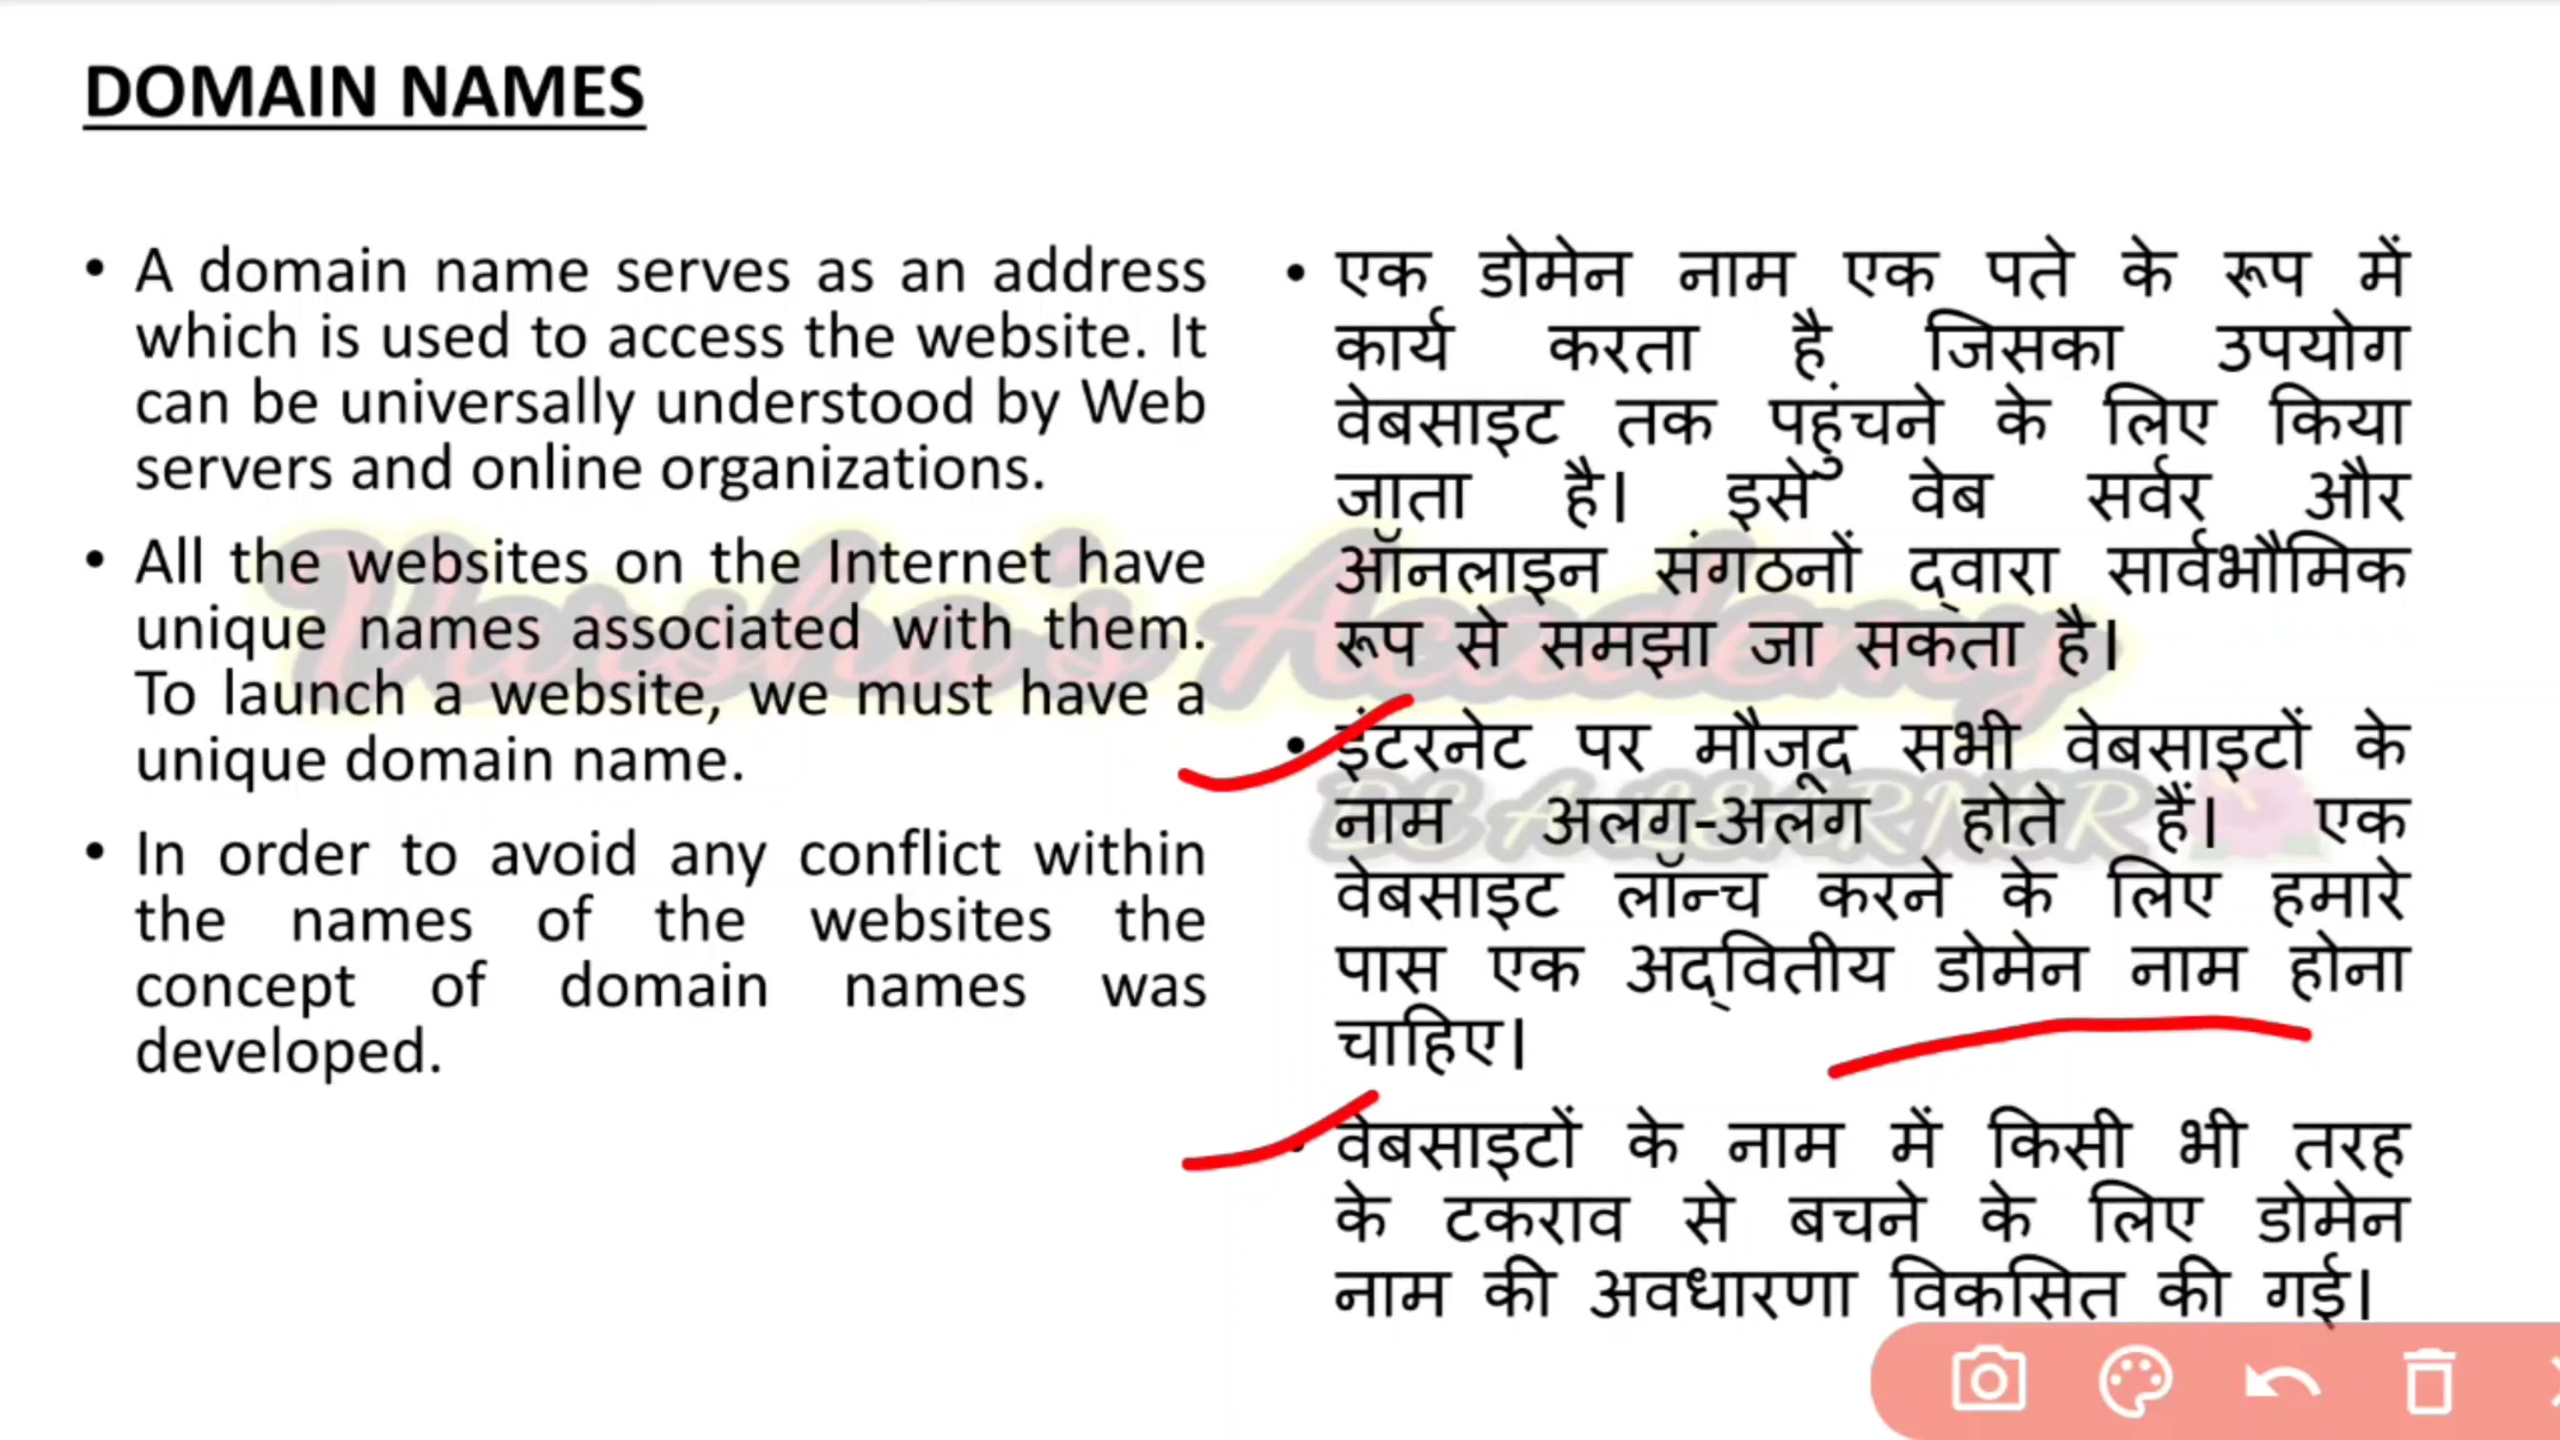 DOMAIN NAMES
• A domain name serves as an address
which is used to access the website. It
can be universally understood by Web
servers and online organizations.
• All the websites on the Internet have
unique names associated with them.
To launch a website, we must have a
unique domain name.
• In order to avoid any conflict within
the names of the websites the
concept of domain names was
developed.
• एक डोमेन नाम एक पते के रूप में
कार्य करता है जिसका उपयोग
वेबसाइट तक पहुंचने के लिए किया
जाता है। इसे वेब सर्वर और
ऑनलाइन संगठनों द्वारा सार्वभौमिक
रूप से समझा जा सकता है।
• इंटरनेट पर मौजूद सभी वेबसाइटों के
नाम अलग-अलग होते हैं। एक
वेबसाइट लॉन्च करने के लिए हमारे
पास एक अद्वितीय डोमेन नाम होना
चाहिए।
• वेबसाइटों के नाम में किसी भी तरह
के टकराव से बचने के लिए डोमेन
नाम की अवधारणा विकसित की गई।
Varsha's Academy
BE A LEARNER